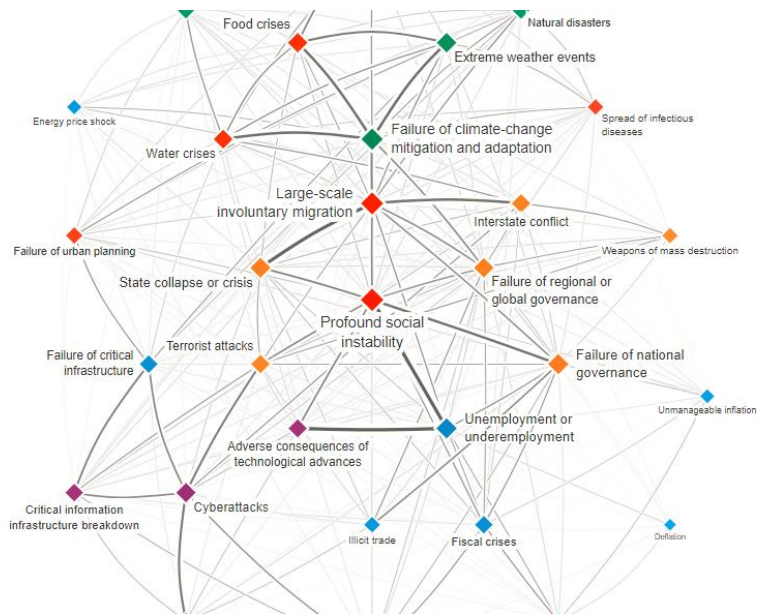 Food crises
Natural disasters
Extreme weather events
Energy price shock
Spread of infectious
diseases
Failure of climate-change
mitigation and adaptation
Water crises
Large-scale
involuntary migration
Interstate conflict
Failure of urban planning
Weapons of mass destruction
State collapse or crisis
Failure of regional or
global governance
Profound social
instability
Terrorist attacks
Failure of critical
infrastructure
Failure of national
governance
Unmanageable inflation
Unemployment or
underemployment
Adverse consequences of
technological advances
Critical information
infrastructure breakdown
Cyberattacks
Illicit trade
Fiscal crises
Deflation